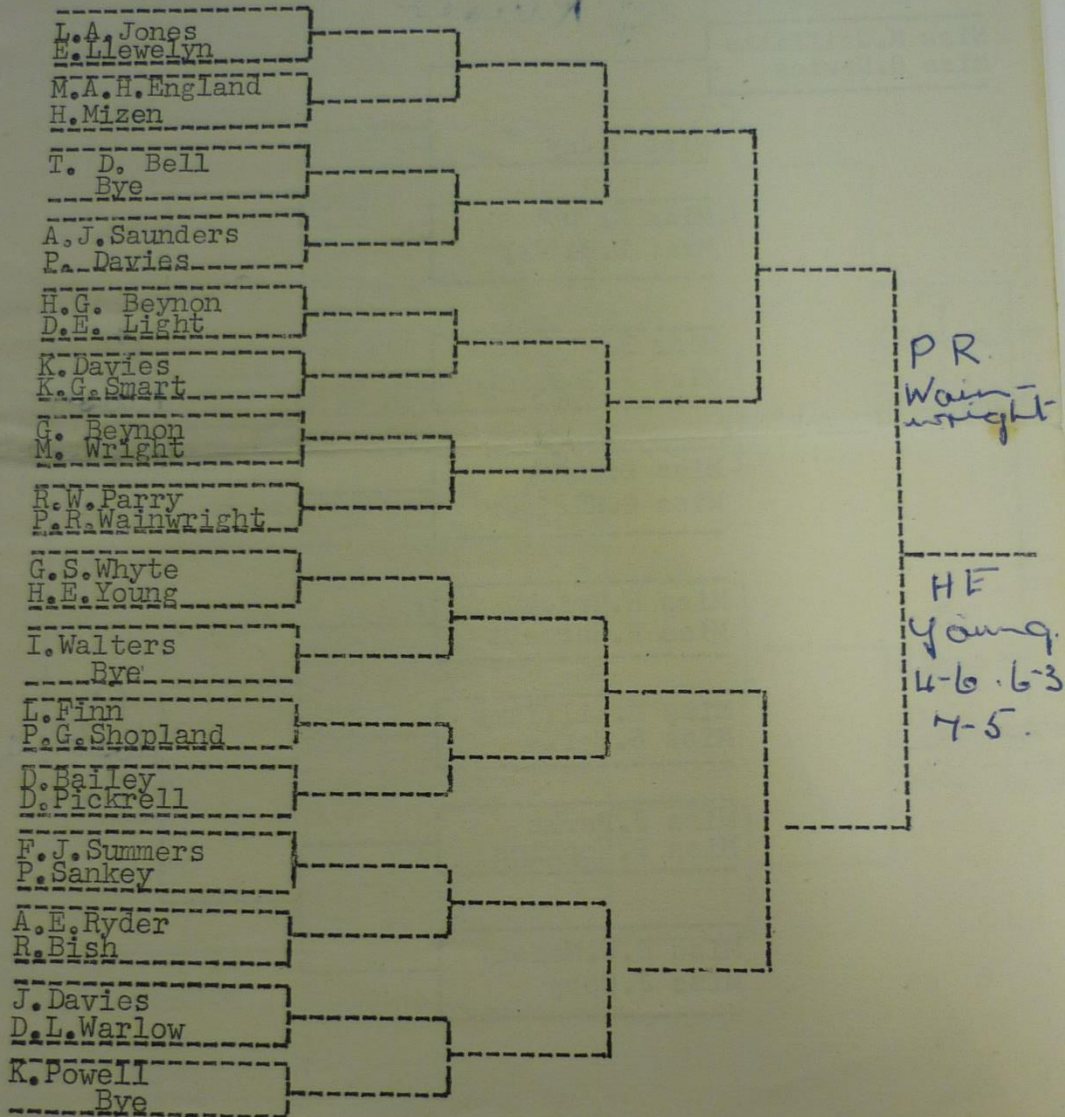 L.A.Jones
E.Llewelyn
M.A.H.England
H.Mizen
T. D. Bell
Bye
A.J.Saunders
P. Davies
H.G. Beynon
D.E. Light
K.Davies
K.G.Smart
G. Beynon
M. Wright
R.W.Parry
P.R.Wainwright
G.S.Whyte
H.E.Young
I.Walters
Bye
L.Finn
P.G.Shopland
D.Bailey
D.Pickrell
F.J.Summers
P.Sankey
A.E.Ryder
R.Bish
J.Davies
D.L.Warlow
K.Powell
Bye
P R.
Wain-
wright
HE
Young.
4-6.6-3
7-5.